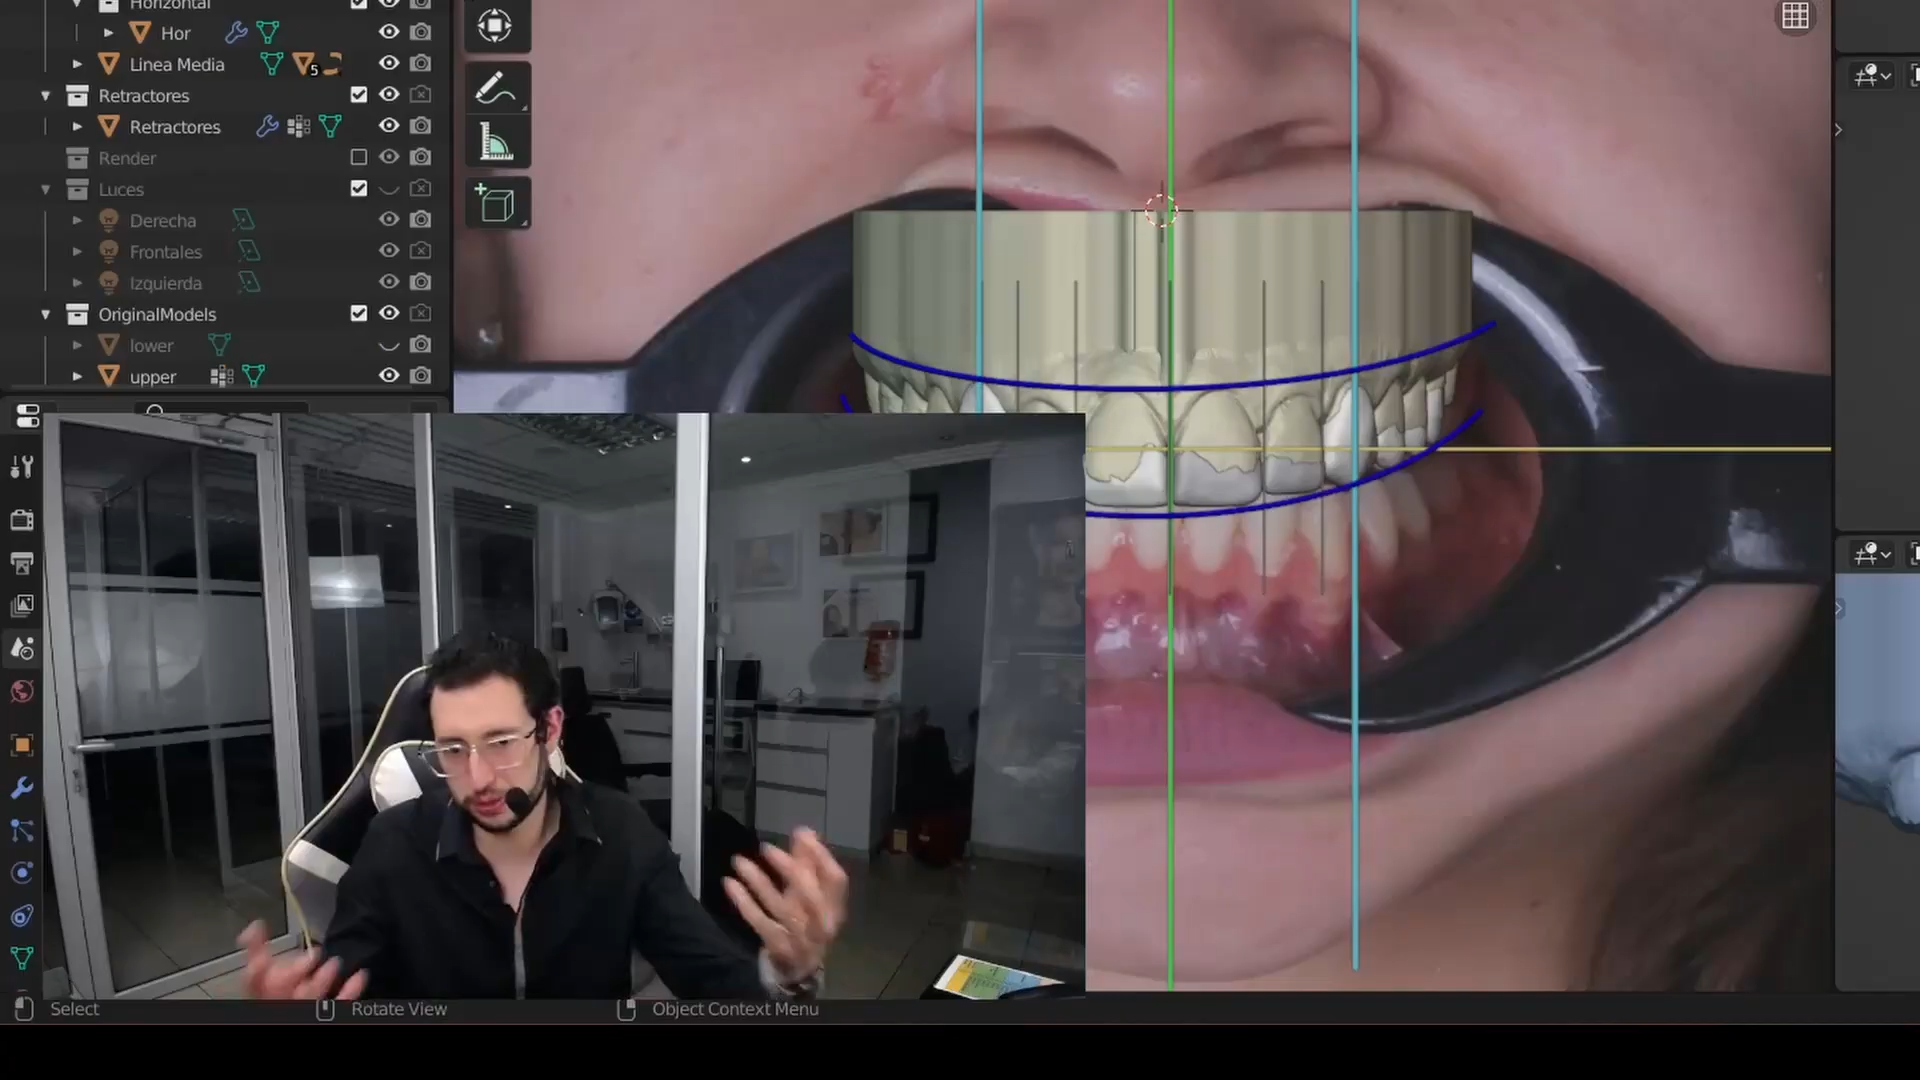 Horizontal
Hor
Linea Media
5
Retractores
Retractores
Render
Luces
Derecha
Frontales
Izquierda
OriginalModels
lower
upper
Select
Rotate View
Object Context Menu